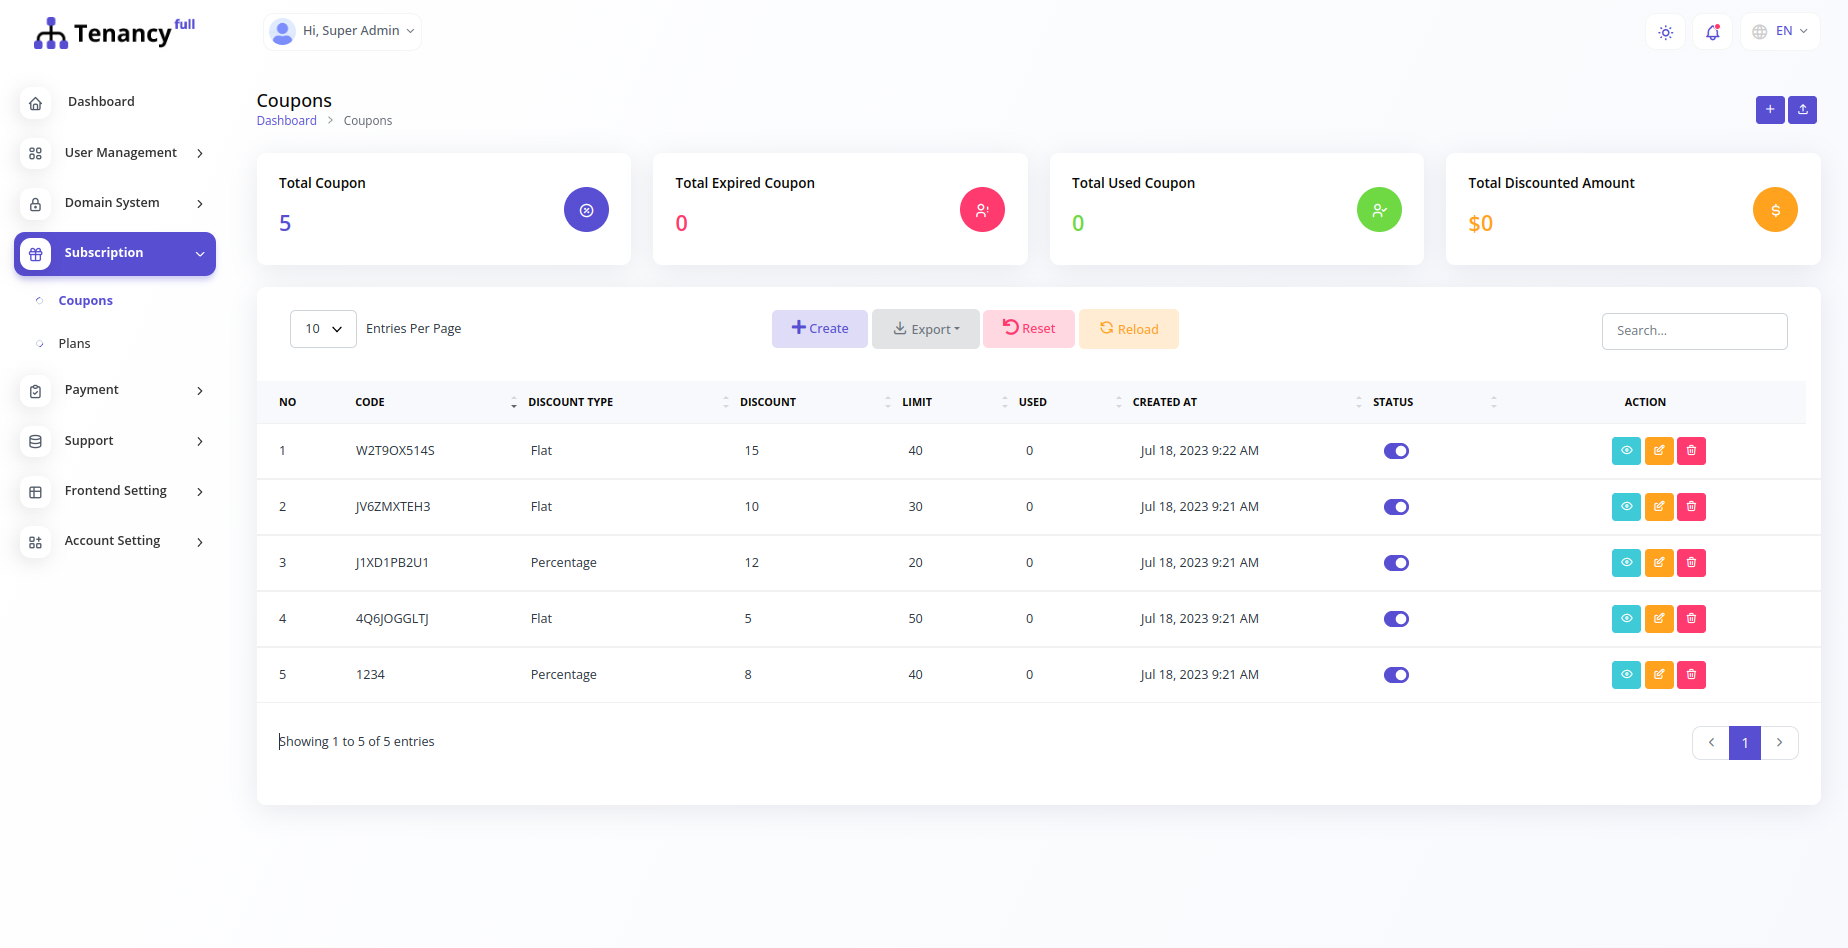 Tenancy full
Hi, Super Admin
EN
Dashboard
User Management
Domain System
Subscription
Coupons
Plans
Payment
Support
Frontend Setting
Account Setting
Coupons
Dashboard > Coupons
Total Coupon
5
Total Expired Coupon
0
Total Used Coupon
0
Total Discounted Amount
$0
10 Entries Per Page
Create Export Reset Reload
Search...
NO CODE DISCOUNT TYPE DISCOUNT LIMIT USED CREATED AT STATUS ACTION
1 W2T9OX514S Flat 15 40 0 Jul 18, 2023 9:22 AM
2 JV6ZMXTEH3 Flat 10 30 0 Jul 18, 2023 9:21 AM
3 J1XD1PB2U1 Percentage 12 20 0 Jul 18, 2023 9:21 AM
4 4Q6JOGGLTJ Flat 5 50 0 Jul 18, 2023 9:21 AM
5 1234 Percentage 8 40 0 Jul 18, 2023 9:21 AM
Showing 1 to 5 of 5 entries
1